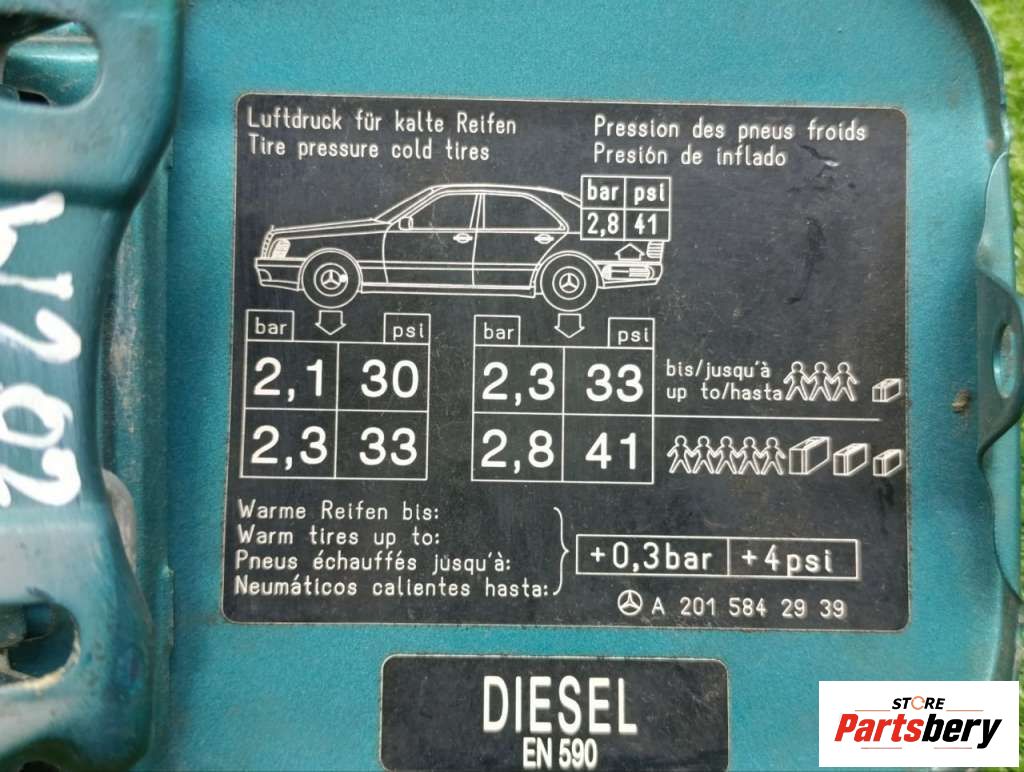 Luftdruck für kalte Reifen
Tire pressure cold tires
Pression des pneus froids
Presión de inflado
bar psi
2,8 41
bar psi
2,1 30
2,3 33
bar psi
2,3 33
2,8 41
bis/jusqu'à
up to/hasta
Warme Reifen bis:
Warm tires up to:
Pneus échauffés jusqu'à:
Neumáticos calientes hasta:
+0,3bar +4psi
A 201 584 29 39
DIESEL
EN 590
W202
STORE
Partsbery